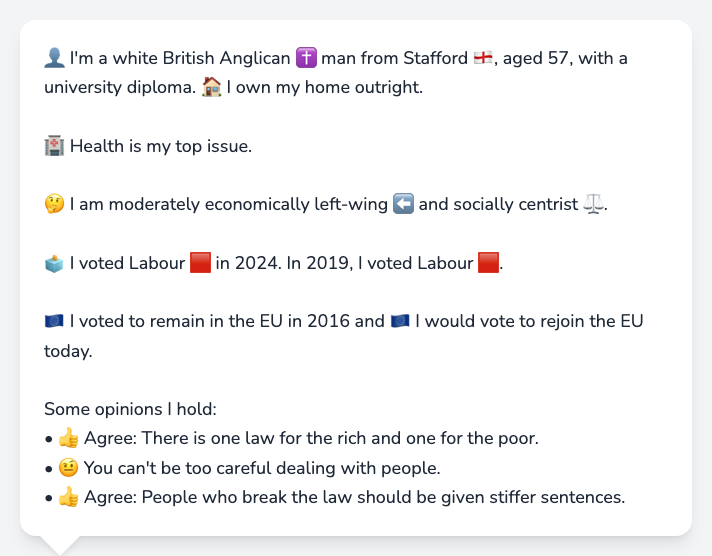 👤 I'm a white British Anglican ✝️ man from Stafford 🏴󠁧󠁢󠁥󠁮󠁧󠁿, aged 57, with a
university diploma. 🏠 I own my home outright.
🏥 Health is my top issue.
🤔 I am moderately economically left-wing ⬅️ and socially centrist ⚖️.
🗳️ I voted Labour 🟥 in 2024. In 2019, I voted Labour 🟥.
🇪🇺 I voted to remain in the EU in 2016 and 🇪🇺 I would vote to rejoin the EU
today.
Some opinions I hold:
• 👍 Agree: There is one law for the rich and one for the poor.
• 🤨 You can't be too careful dealing with people.
• 👍 Agree: People who break the law should be given stiffer sentences.